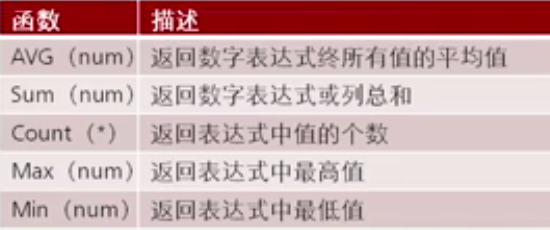 函数 描述
AVG（num） 返回数字表达式终所有值的平均值
Sum（num） 返回数字表达式或列总和
Count（*） 返回表达式中值的个数
Max（num） 返回表达式中最高值
Min（num） 返回表达式中最低值